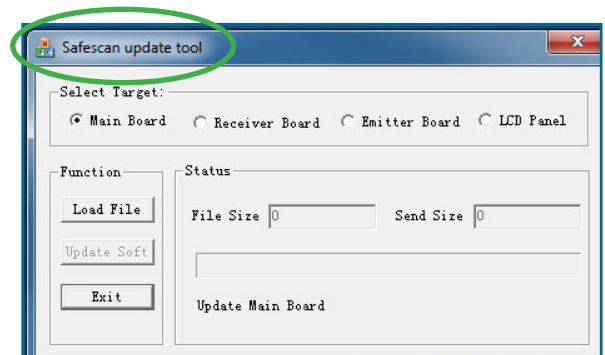 Safescan update tool
Select Target:
Main Board Receiver Board Emitter Board LCD Panel
Function
Status
Load File
File Size 0 Send Size 0
Update Soft
Exit
Update Main Board